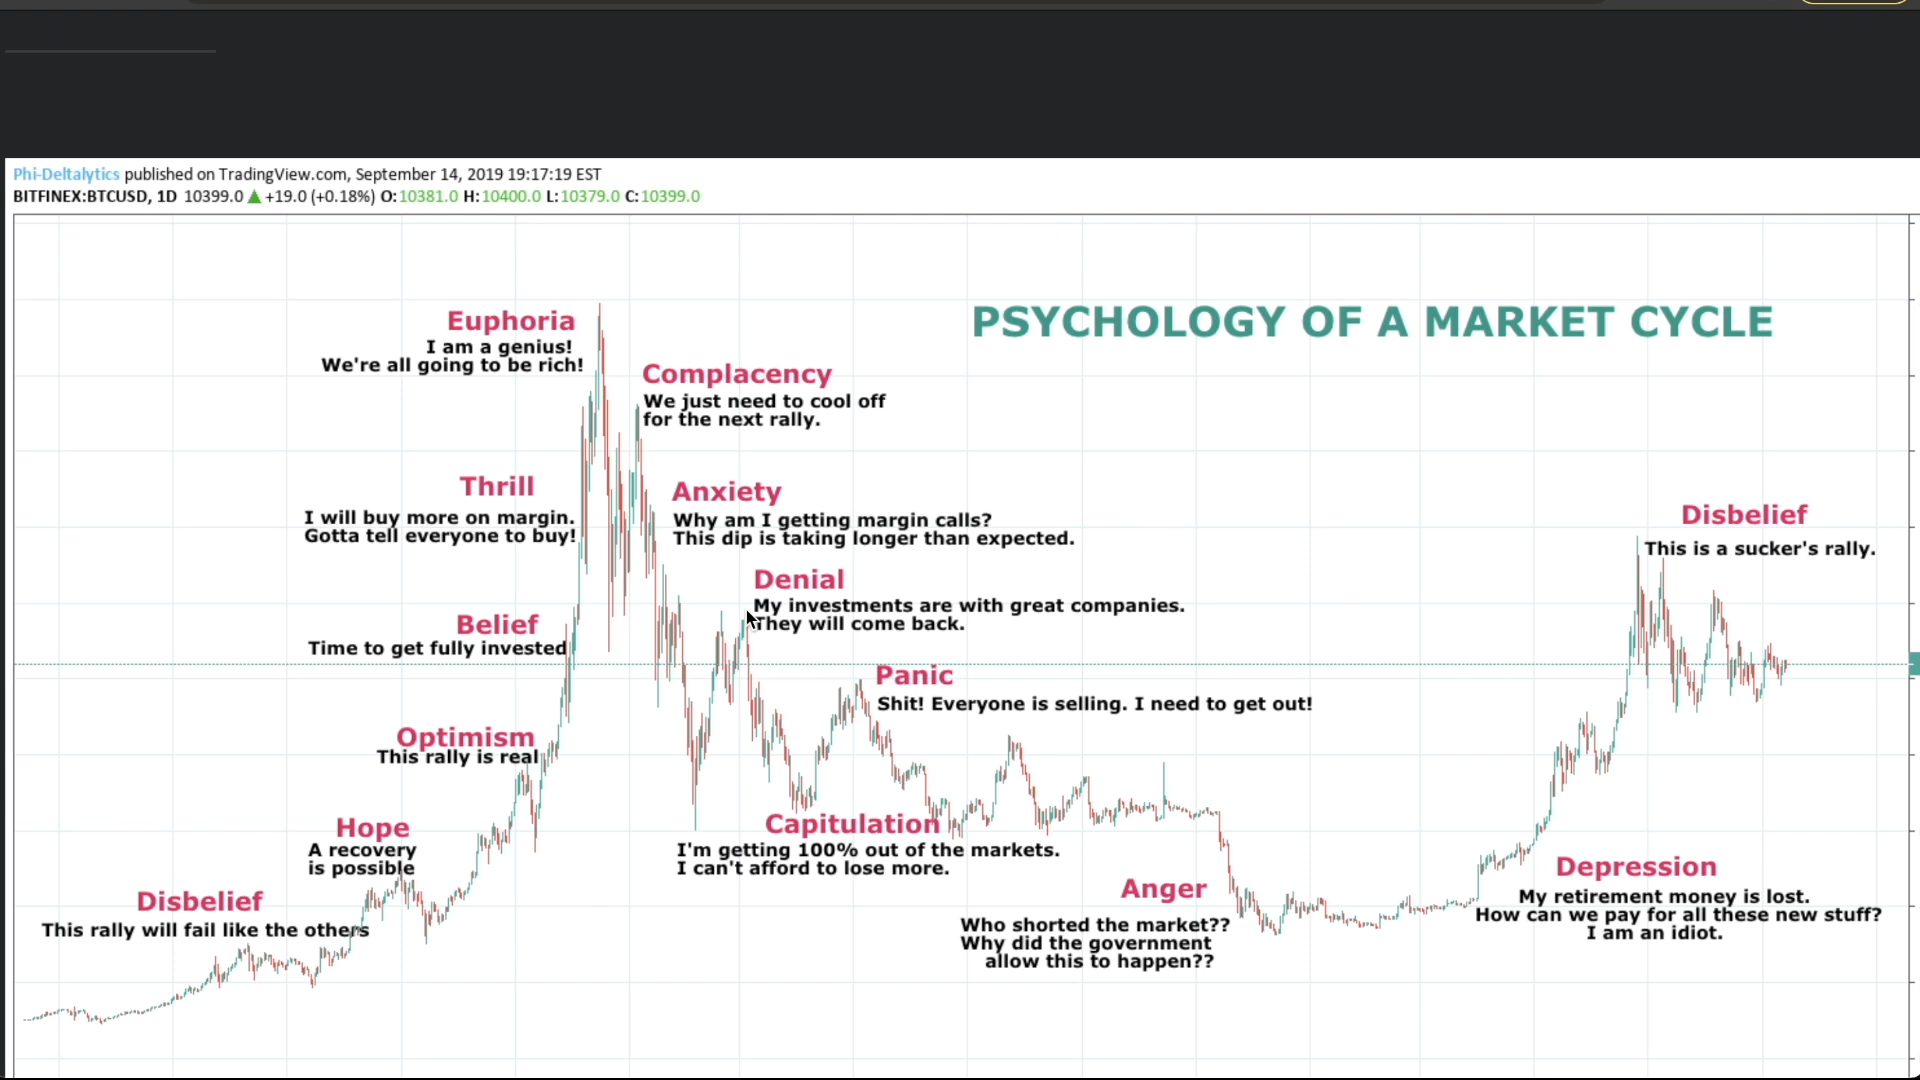 Phi-Deltalytics published on TradingView.com, September 14, 2019 19:17:19 EST
BITFINEX:BTCUSD, 1D 10399.0 ▲ +19.0 (+0.18%) O:10381.0 H:10400.0 L:10379.0 C:10399.0
PSYCHOLOGY OF A MARKET CYCLE
Disbelief
This rally will fail like the others
Hope
A recovery
is possible
Optimism
This rally is real
Belief
Time to get fully invested
Thrill
I will buy more on margin.
Gotta tell everyone to buy!
Euphoria
I am a genius!
We're all going to be rich!
Complacency
We just need to cool off
for the next rally.
Anxiety
Why am I getting margin calls?
This dip is taking longer than expected.
Denial
My investments are with great companies.
They will come back.
Panic
Shit! Everyone is selling. I need to get out!
Capitulation
I'm getting 100% out of the markets.
I can't afford to lose more.
Anger
Who shorted the market??
Why did the government
allow this to happen??
Depression
My retirement money is lost.
How can we pay for all these new stuff?
I am an idiot.
Disbelief
This is a sucker's rally.